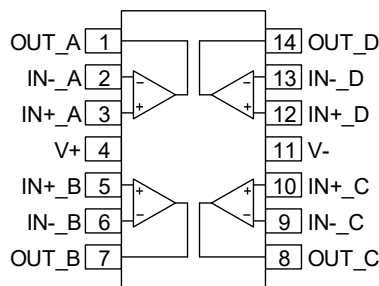 OUT_A 1 14 OUT_D
IN-_A 2 13 IN-_D
IN+_A 3 12 IN+_D
V+ 4 11 V-
IN+_B 5 10 IN+_C
IN-_B 6 9 IN-_C
OUT_B 7 8 OUT_C